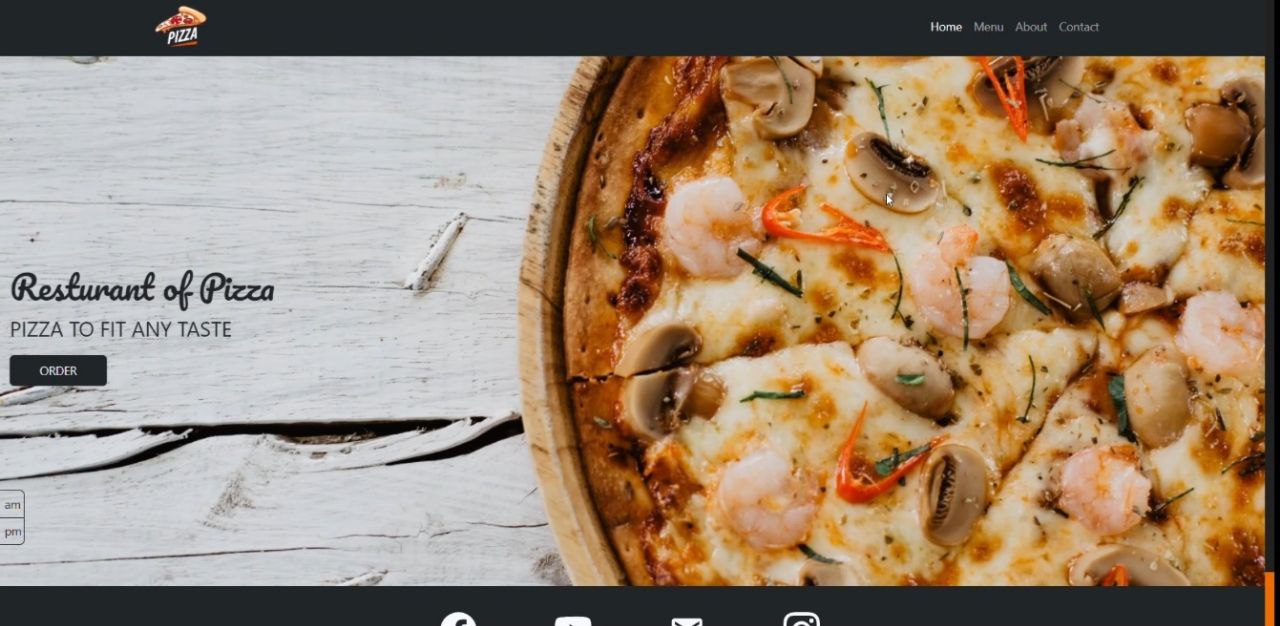 PIZZA
Home Menu About Contact
Resturant of Pizza
PIZZA TO FIT ANY TASTE
ORDER
am
pm